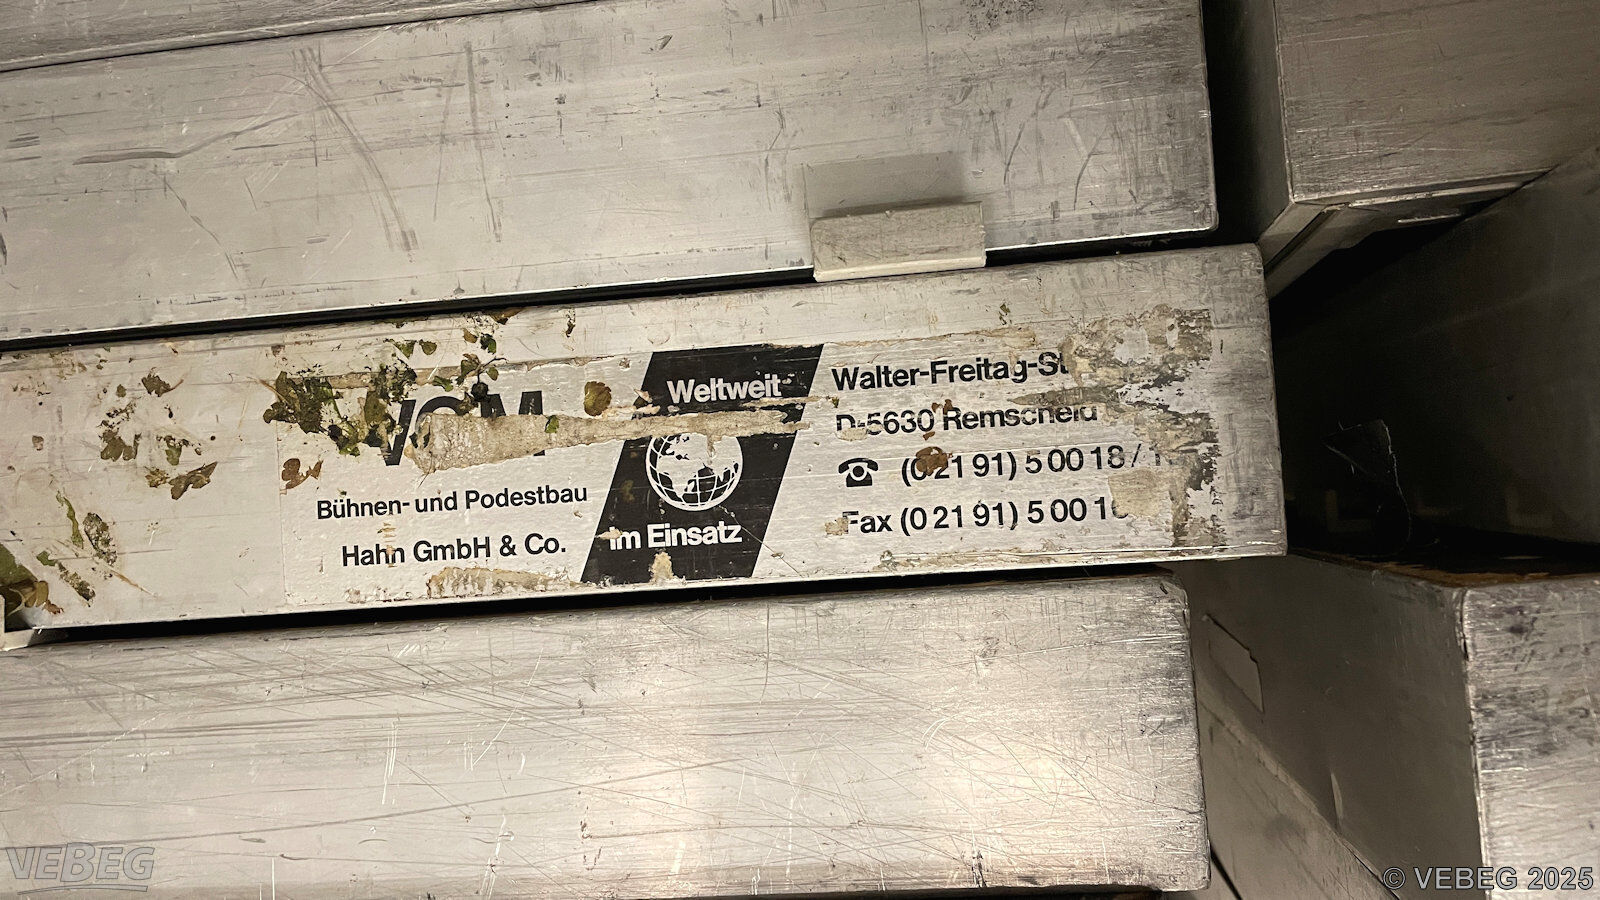 Bühnen- und Podestbau
Hahn GmbH & Co.
Weltweit
im Einsatz
Walter-Freitag-St
D-5630 Remscheid
(0 21 91) 5 00 18 / 1
Fax (0 21 91) 5 00 1
VEBEG
© VEBEG 2025